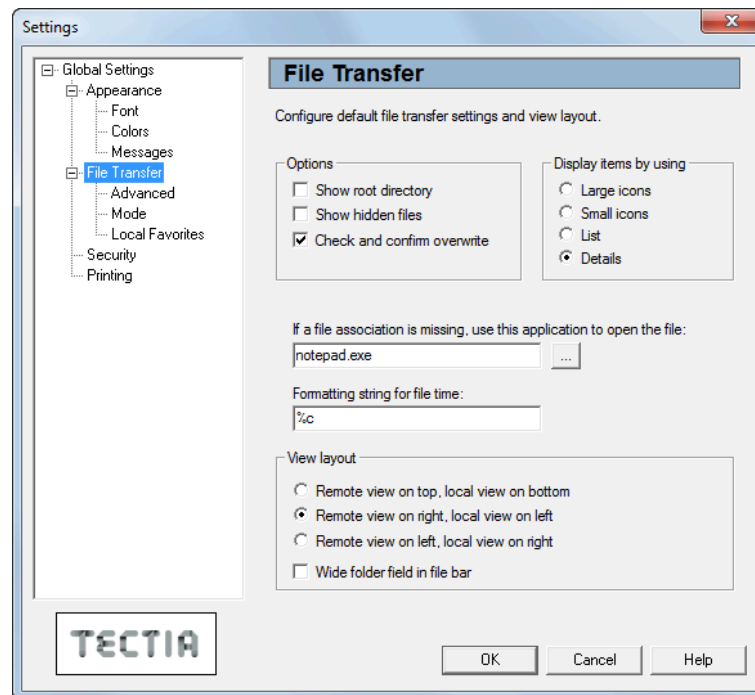 Settings
Global Settings
Appearance
Font
Colors
Messages
File Transfer
Advanced
Mode
Local Favorites
Security
Printing
TECTIA
File Transfer
Configure default file transfer settings and view layout.
Options
Show root directory
Show hidden files
Check and confirm overwrite
Display items by using
Large icons
Small icons
List
Details
If a file association is missing, use this application to open the file:
notepad.exe ...
Formatting string for file time:
%c
View layout
Remote view on top, local view on bottom
Remote view on right, local view on left
Remote view on left, local view on right
Wide folder field in file bar
OK Cancel Help